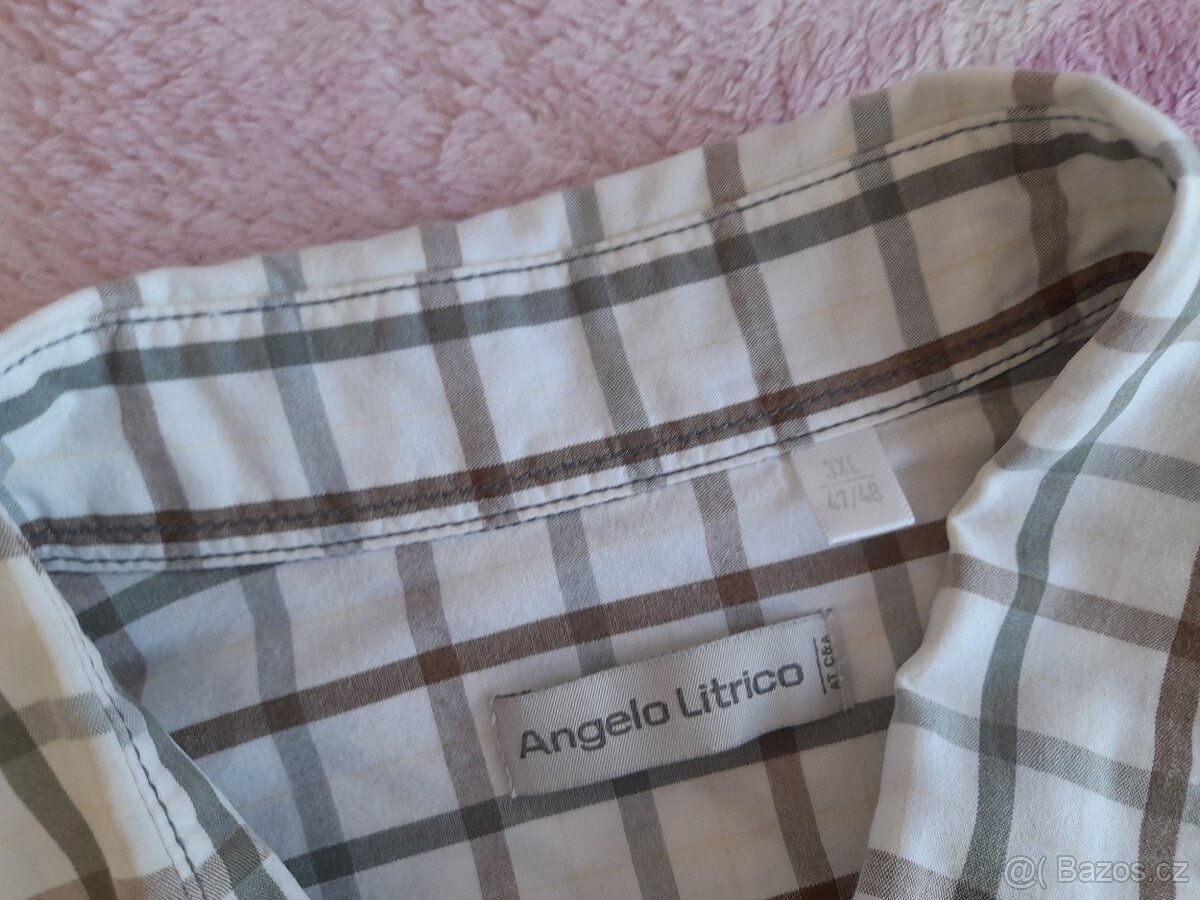 3XL
47/48
Angelo Litrico
AT C&A
@( Bazos.cz